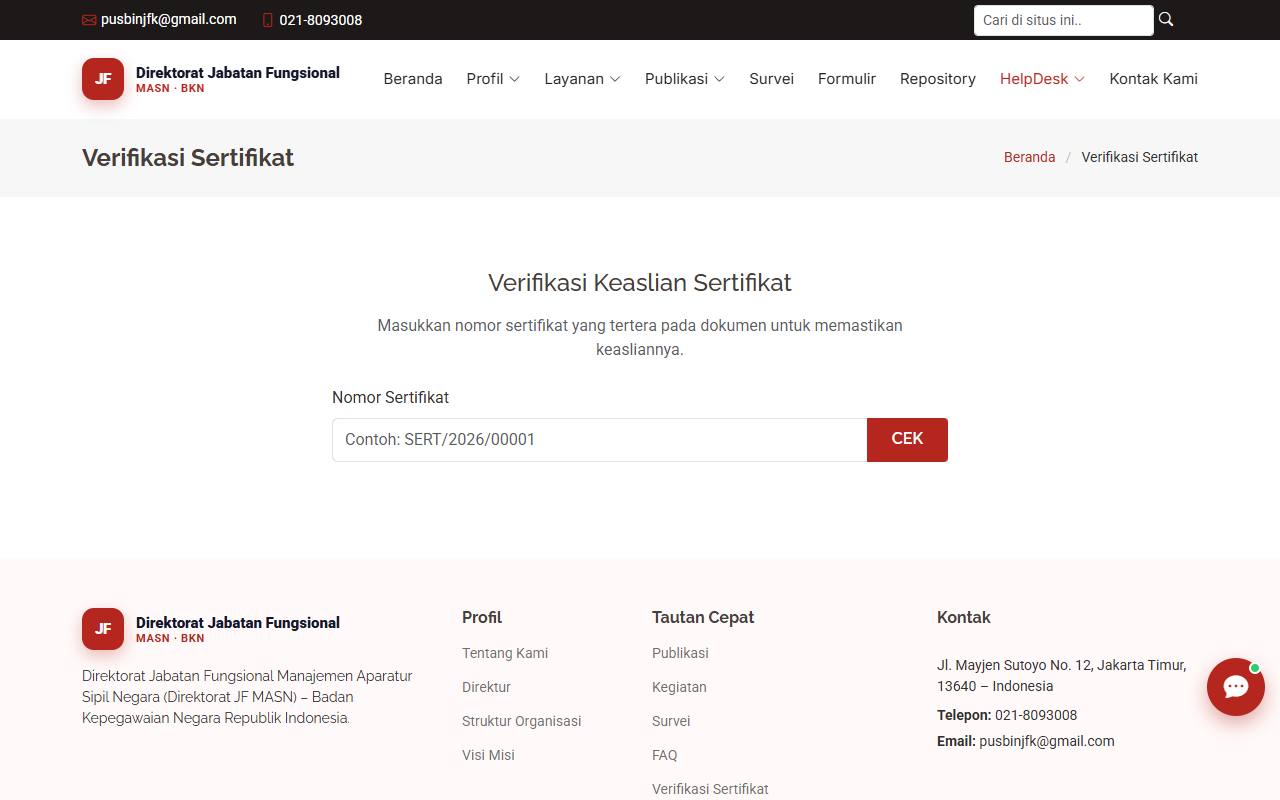 pusbinjfk@gmail.com 021-8093008 Cari di situs ini..
JF Direktorat Jabatan Fungsional
MASN · BKN
Beranda Profil Layanan Publikasi Survei Formulir Repository HelpDesk Kontak Kami
Verifikasi Sertifikat
Beranda / Verifikasi Sertifikat
Verifikasi Keaslian Sertifikat
Masukkan nomor sertifikat yang tertera pada dokumen untuk memastikan
keasliannya.
Nomor Sertifikat
Contoh: SERT/2026/00001 CEK
JF Direktorat Jabatan Fungsional
MASN · BKN
Direktorat Jabatan Fungsional Manajemen Aparatur
Sipil Negara (Direktorat JF MASN) – Badan
Kepegawaian Negara Republik Indonesia.
Profil
Tentang Kami
Direktur
Struktur Organisasi
Visi Misi
Tautan Cepat
Publikasi
Kegiatan
Survei
FAQ
Verifikasi Sertifikat
Kontak
Jl. Mayjen Sutoyo No. 12, Jakarta Timur,
13640 – Indonesia
Telepon: 021-8093008
Email: pusbinjfk@gmail.com